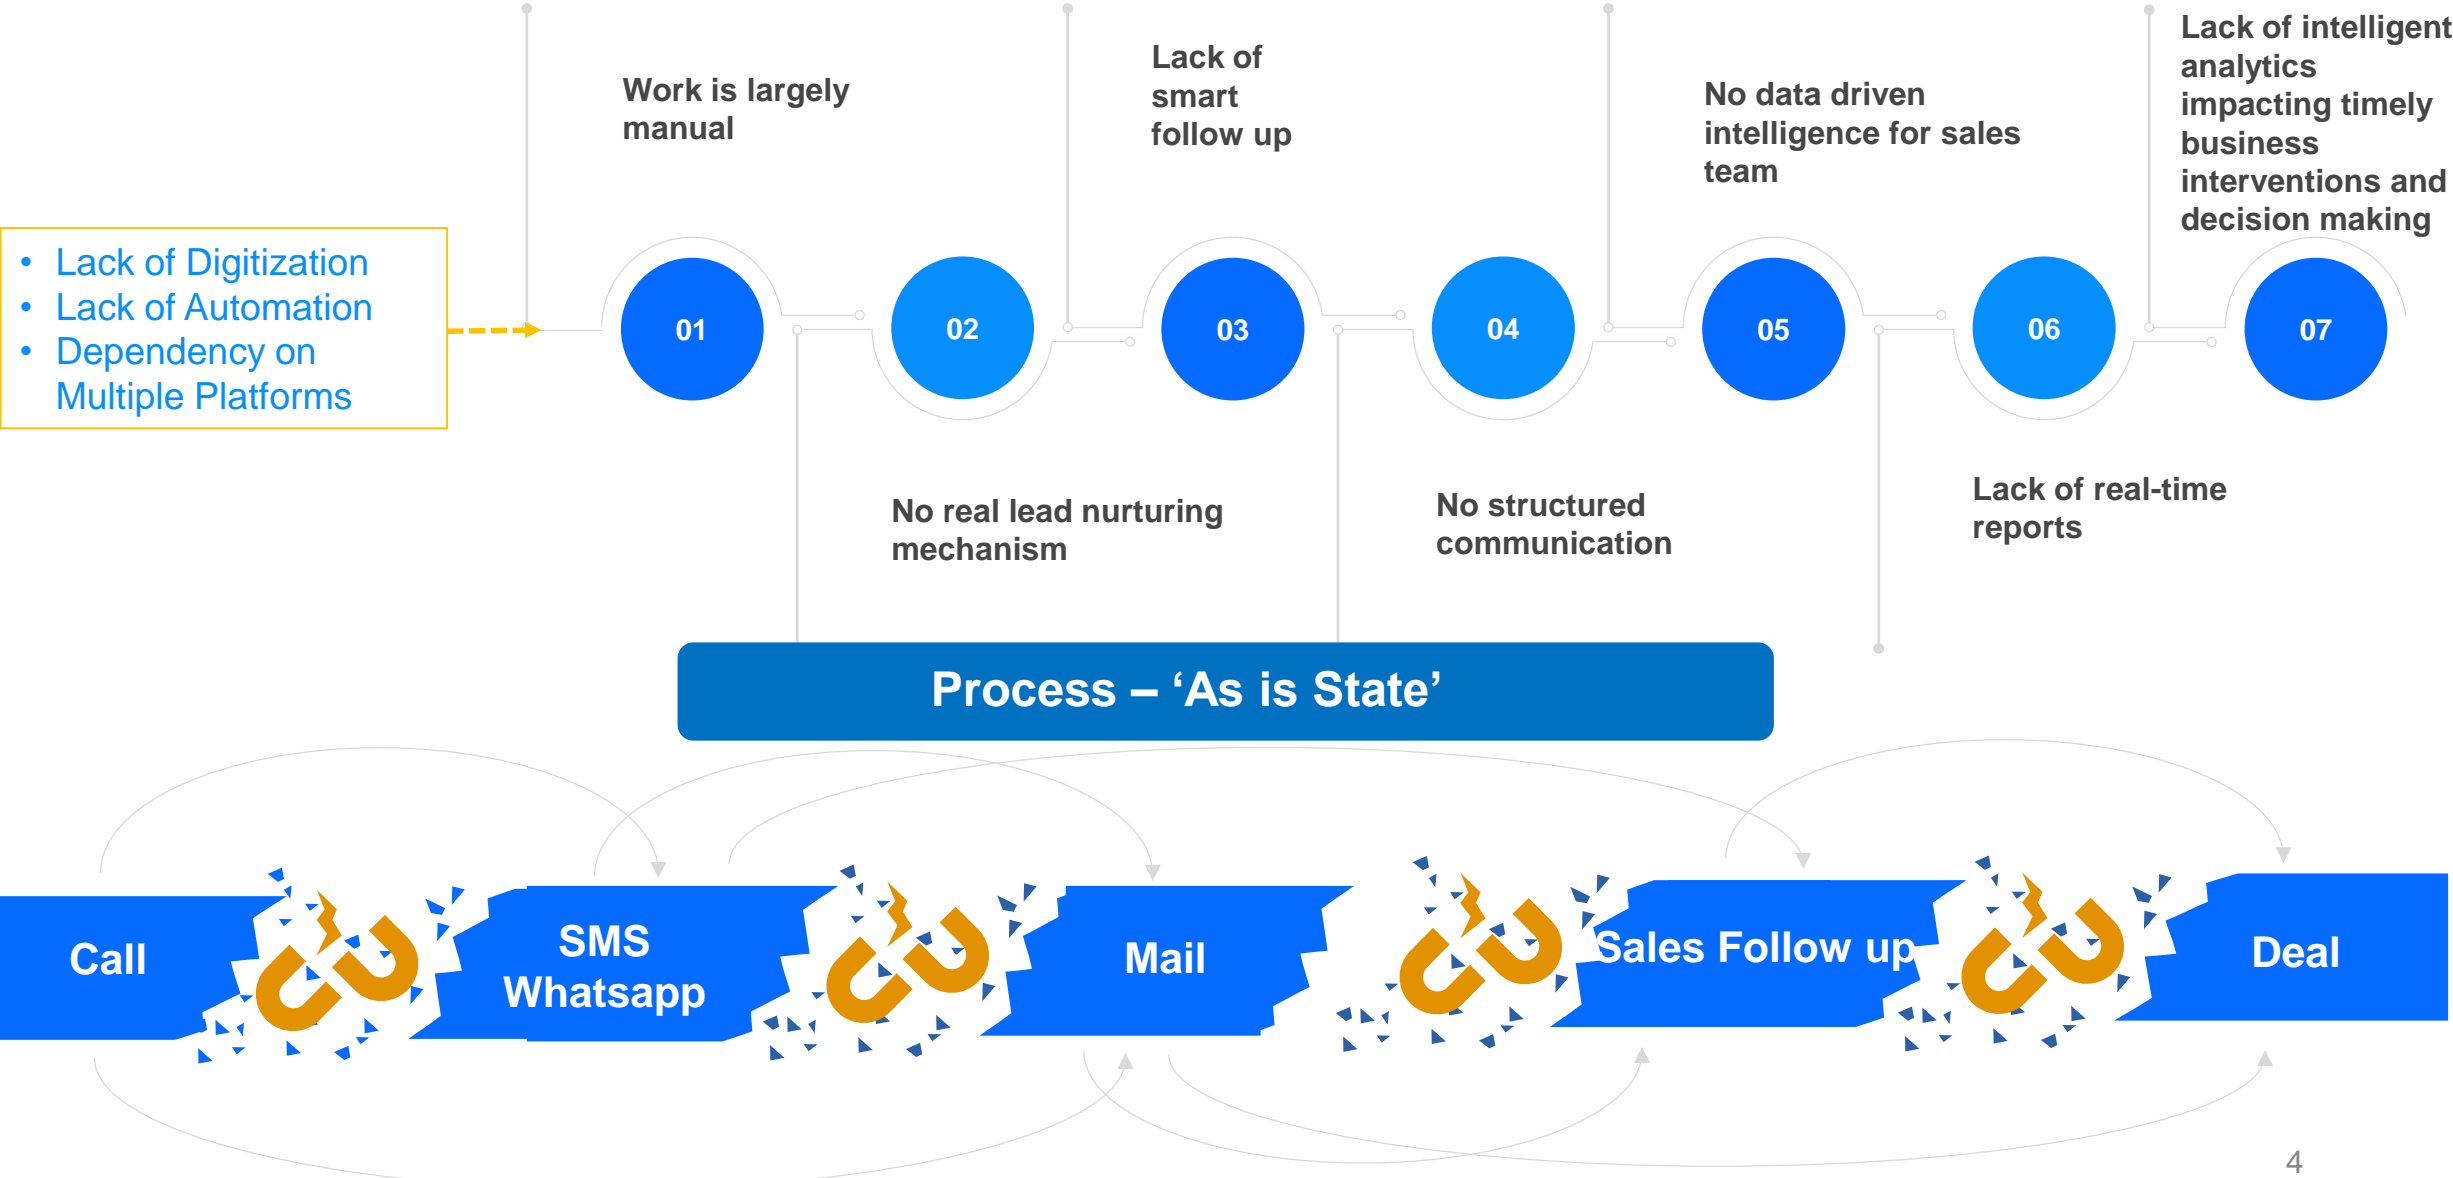 • Lack of Digitization
• Lack of Automation
• Dependency on
Multiple Platforms
Work is largely
manual
Lack of
smart
follow up
No data driven
intelligence for sales
team
Lack of intelligent
analytics
impacting timely
business
interventions and
decision making
01
02
03
04
05
06
07
No real lead nurturing
mechanism
No structured
communication
Lack of real-time
reports
Process – ‘As is State’
Call
SMS
Whatsapp
Mail
Sales Follow up
Deal
4